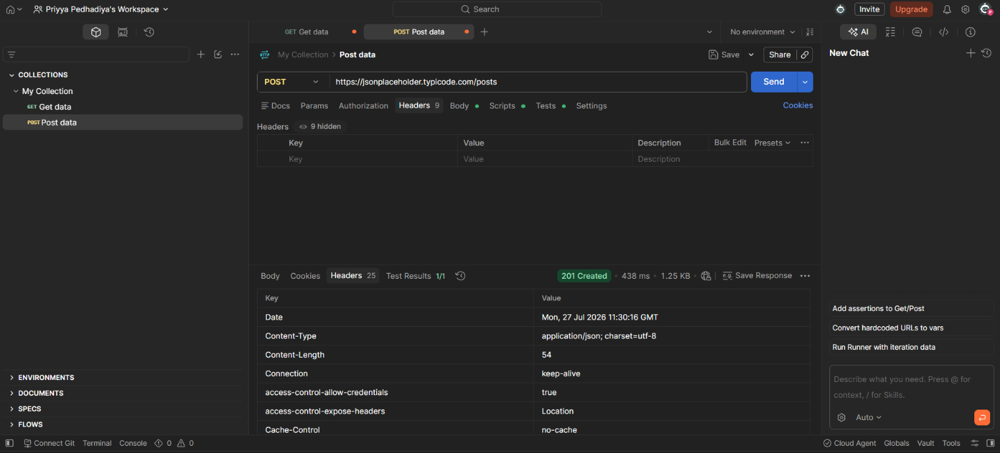 Priyya Pedhadiya's Workspace
Search
Invite
Upgrade
GET Get data
POST Post data
No environment
AI
My Collection > Post data
Save
Share
New Chat
COLLECTIONS
My Collection
GET Get data
POST Post data
POST
https://jsonplaceholder.typicode.com/posts
Send
Docs Params Authorization Headers 9 Body Scripts Tests Settings
Cookies
Headers 9 hidden
Key Value Description Bulk Edit Presets
Key Value Description
Body Cookies Headers 25 Test Results 1/1
201 Created 438 ms 1.25 KB e.g. Save Response
Key Value
Date Mon, 27 Jul 2026 11:30:16 GMT
Content-Type application/json; charset=utf-8
Content-Length 54
Connection keep-alive
access-control-allow-credentials true
access-control-expose-headers Location
Cache-Control no-cache
Add assertions to Get/Post
Convert hardcoded URLs to vars
Run Runner with iteration data
Describe what you need. Press @ for
context, / for Skills.
Auto
ENVIRONMENTS
DOCUMENTS
SPECS
FLOWS
Connect Git Terminal Console 0 0
Cloud Agent Globals Vault Tools